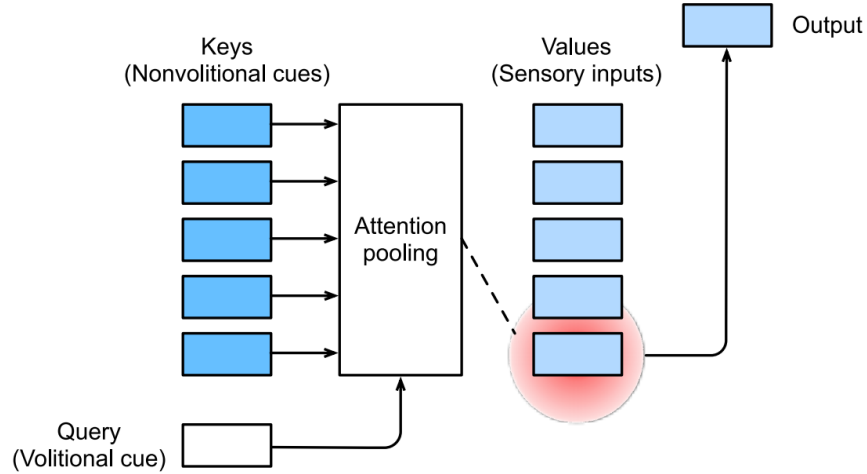 Keys
(Nonvolitional cues)
Values
(Sensory inputs)
Output
Attention
pooling
Query
(Volitional cue)